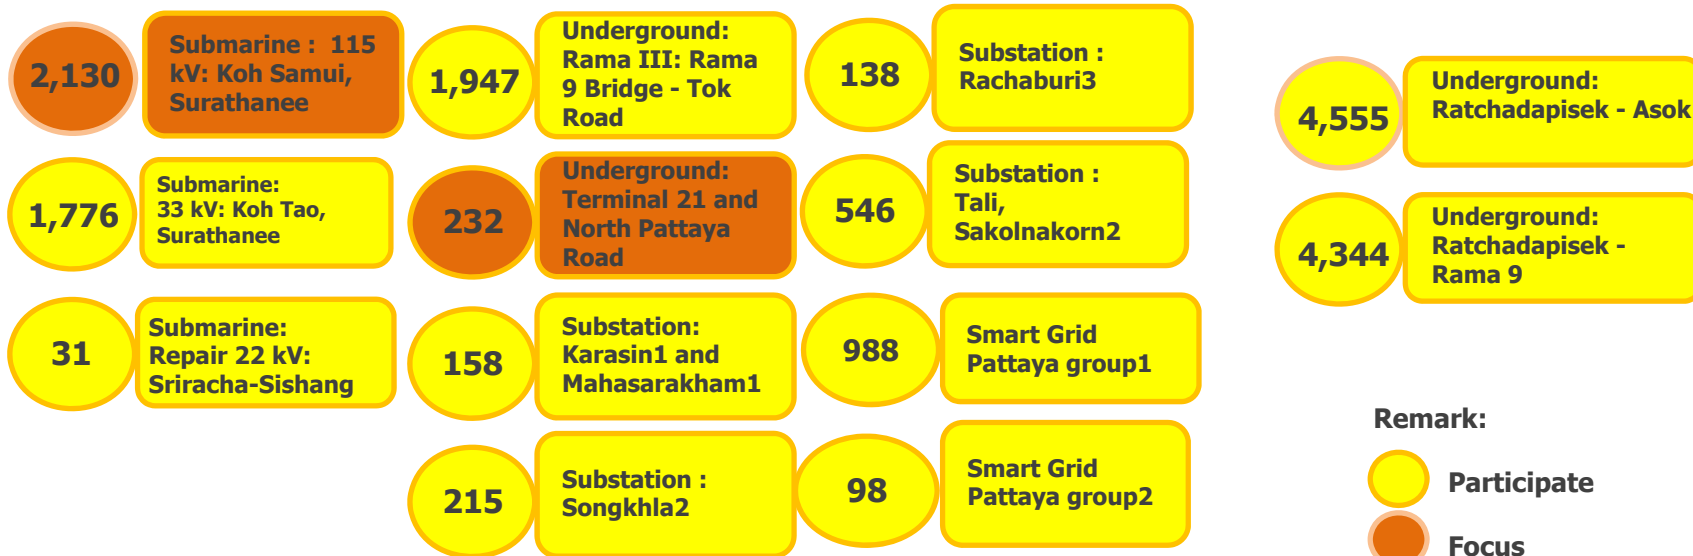 2,130
Submarine :  115
kV: Koh Samui,
Surathanee
1,776
Submarine:
33 kV: Koh Tao,
Surathanee
31
Submarine:
Repair 22 kV:
Sriracha-Sishang
1,947
Underground:
Rama III: Rama
9 Bridge - Tok
Road
232
Underground:
Terminal 21 and
North Pattaya
Road
158
Substation:
Karasin1 and
Mahasarakham1
215
Substation :
Songkhla2
138
Substation :
Rachaburi3
546
Substation :
Tali,
Sakolnakorn2
988
Smart Grid
Pattaya group1
98
Smart Grid
Pattaya group2
4,555
Underground:
Ratchadapisek - Asok
4,344
Underground:
Ratchadapisek -
Rama 9
Remark:
Participate
Focus